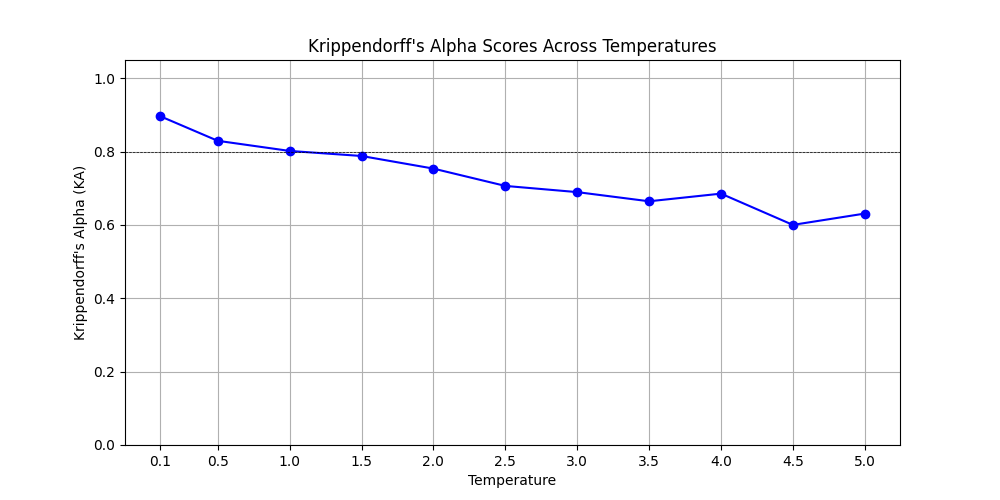 Krippendorff's Alpha Scores Across Temperatures
Krippendorff's Alpha (KA)
1.0
0.8
0.6
0.4
0.2
0.0
0.1 0.5 1.0 1.5 2.0 2.5 3.0 3.5 4.0 4.5 5.0
Temperature